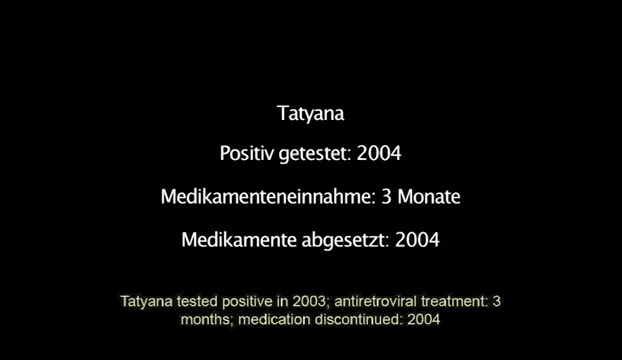 Tatyana
Positiv getestet: 2004
Medikamenteneinnahme: 3 Monate
Medikamente abgesetzt: 2004
Tatyana tested positive in 2003; antiretroviral treatment: 3
months; medication discontinued: 2004